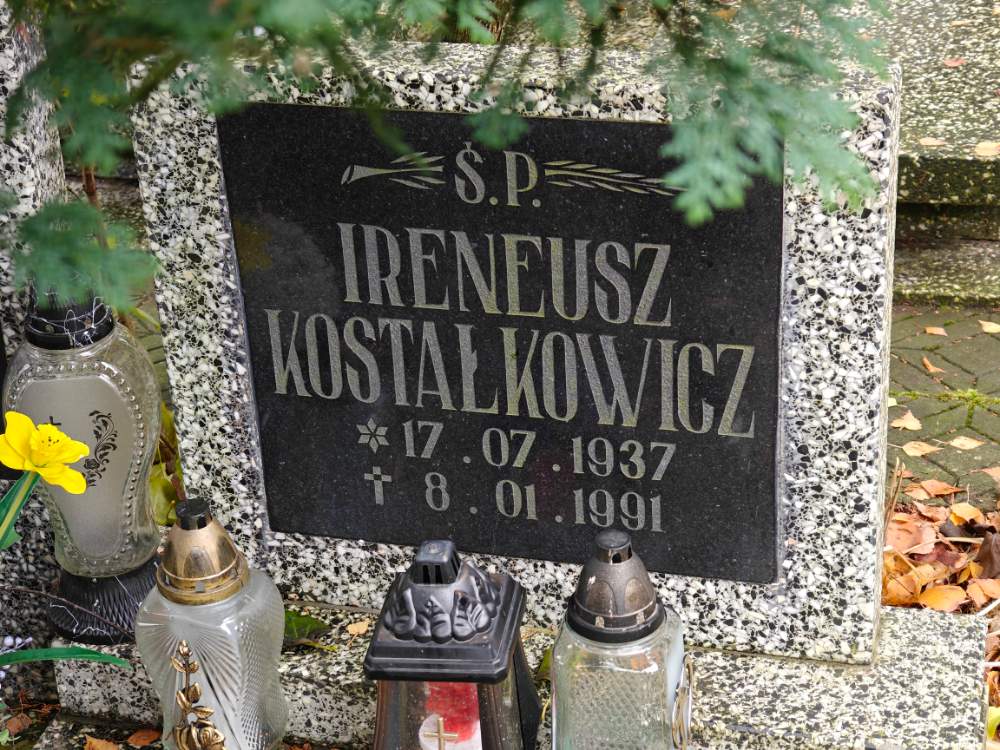 Ś.P.
IRENEUSZ
KOSTAŁKOWICZ
17.07.1937
8.01.1991